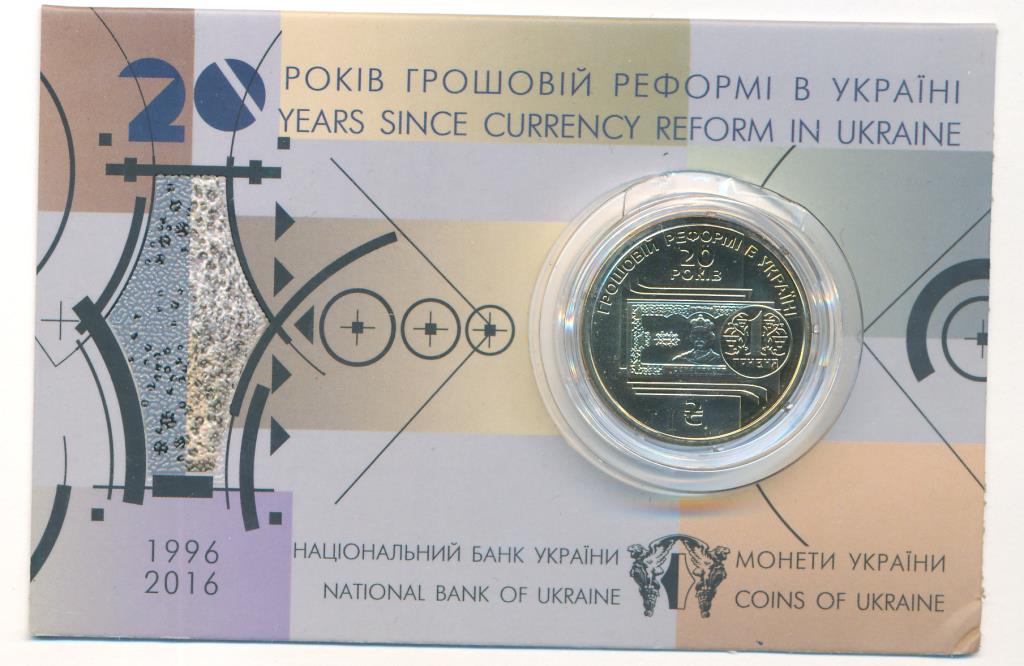 20 РОКІВ ГРОШОВІЙ РЕФОРМІ В УКРАЇНІ
YEARS SINCE CURRENCY REFORM IN UKRAINE
ГРОШОВІЙ РЕФОРМІ В УКРАЇНІ
20
РОКІВ
₴
1996
2016
НАЦІОНАЛЬНИЙ БАНК УКРАЇНИ
NATIONAL BANK OF UKRAINE
МОНЕТИ УКРАЇНИ
COINS OF UKRAINE